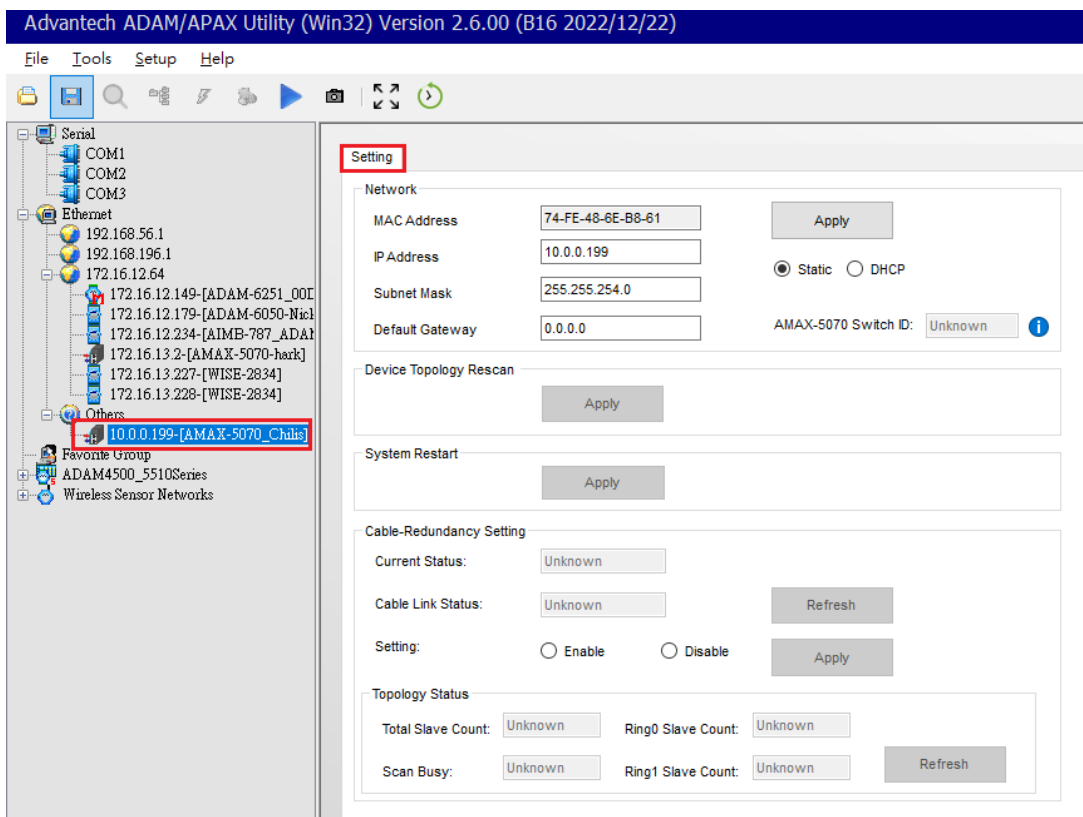 Advantech ADAM/APAX Utility (Win32) Version 2.6.00 (B16 2022/12/22)
File Tools Setup Help
Serial
COM1
COM2
COM3
Ethernet
192.168.56.1
192.168.196.1
172.16.12.64
172.16.12.149-[ADAM-6251_00D
172.16.12.179-[ADAM-6050-Nicl
172.16.12.234-[AIMB-787_ADAM
172.16.13.2-[AMAX-5070-hark]
172.16.13.227-[WISE-2834]
172.16.13.228-[WISE-2834]
Others
10.0.0.199-[AMAX-5070_Chilis]
Favorite Group
ADAM4500_5510Series
Wireless Sensor Networks
Setting
Network
MAC Address 74-FE-48-6E-B8-61 Apply
IP Address 10.0.0.199
Static DHCP
Subnet Mask 255.255.254.0
Default Gateway 0.0.0.0 AMAX-5070 Switch ID: Unknown
Device Topology Rescan
Apply
System Restart
Apply
Cable-Redundancy Setting
Current Status: Unknown
Cable Link Status: Unknown Refresh
Setting: Enable Disable Apply
Topology Status
Total Slave Count: Unknown Ring0 Slave Count: Unknown
Scan Busy: Unknown Ring1 Slave Count: Unknown Refresh